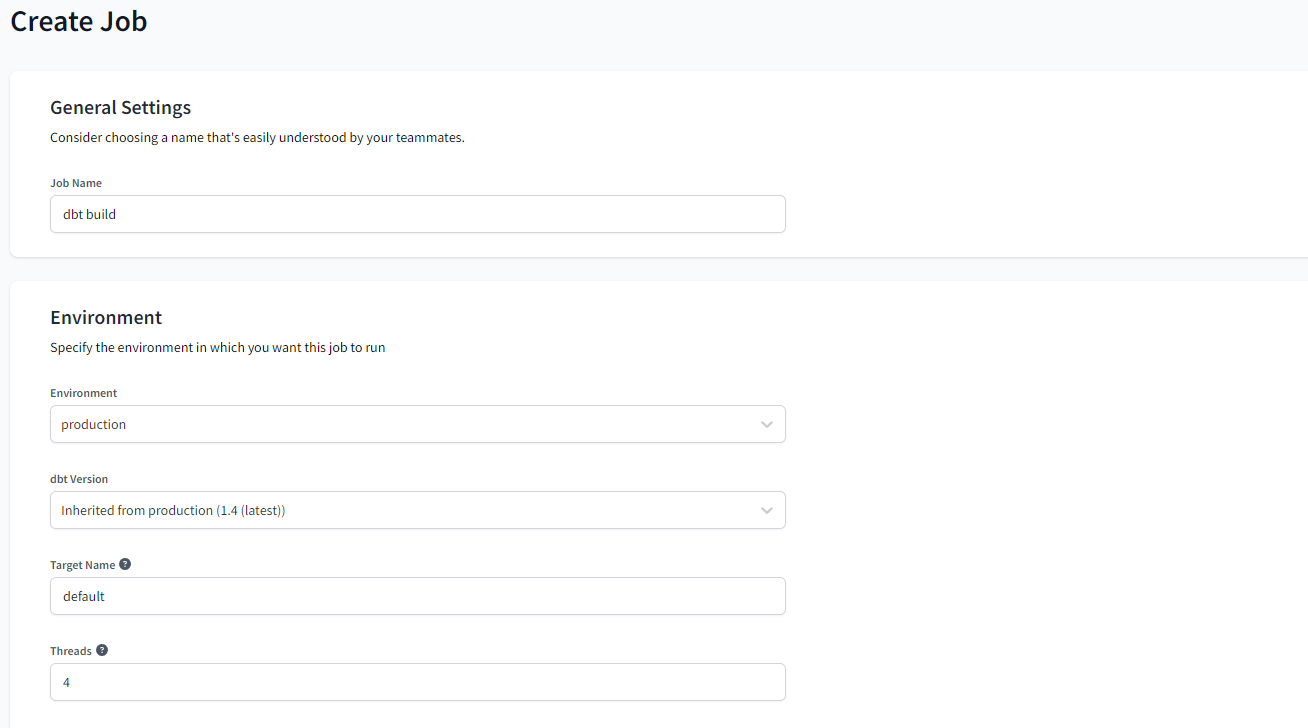 Create Job
General Settings
Consider choosing a name that's easily understood by your teammates.
Job Name
dbt build
Environment
Specify the environment in which you want this job to run
Environment
production
dbt Version
Inherited from production (1.4 (latest))
Target Name ?
default
Threads ?
4